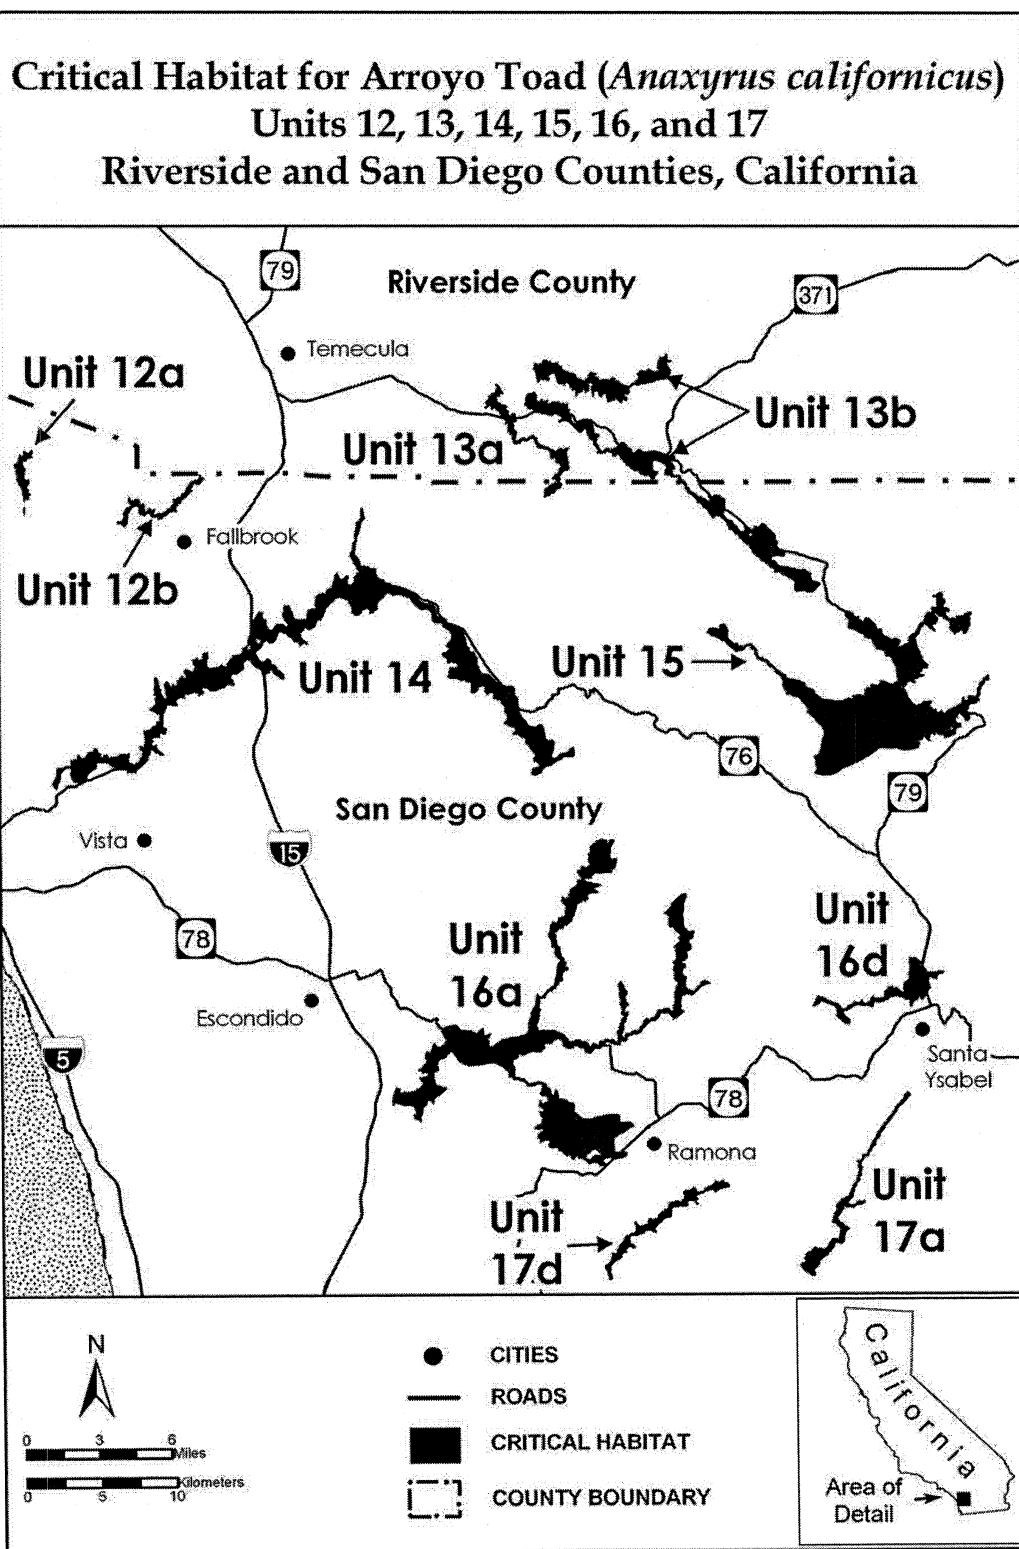 Critical Habitat for Arroyo Toad (Anaxyrus californicus)
Units 12, 13, 14, 15, 16, and 17
Riverside and San Diego Counties, California
79
Riverside County
371
Temecula
Unit 12a
Unit 13b
Unit 13a
Fallbrook
Unit 12b
Unit 15
Unit 14
76
79
San Diego County
Vista
15
Unit
16d
78
Unit
16a
Escondido
5
Santa
Ysabel
78
Ramona
Unit
17a
Unit
17d
N
0 3 6
Miles
Kilometers
0 5 10
CITIES
ROADS
CRITICAL HABITAT
COUNTY BOUNDARY
California
Area of
Detail